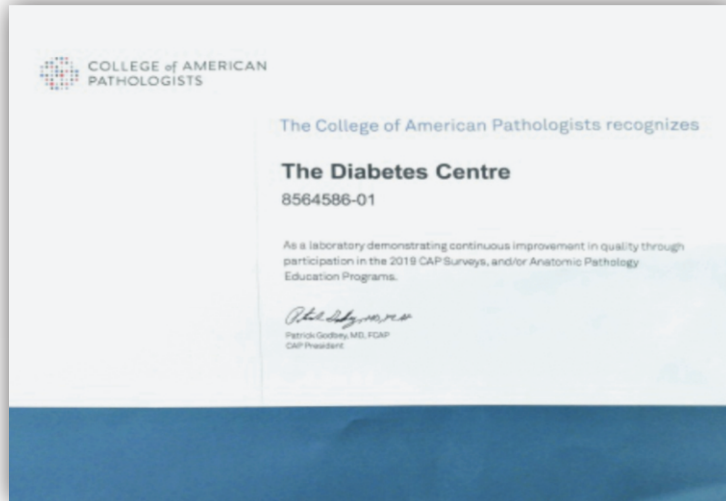 COLLEGE of AMERICAN
PATHOLOGISTS
The College of American Pathologists recognizes
The Diabetes Centre
8564586-01
As a laboratory demonstrating continuous improvement in quality through
participation in the 2019 CAP Surveys, and/or Anatomic Pathology
Education Programs.
Patrick Godbey, MD, FCAP
CAP President